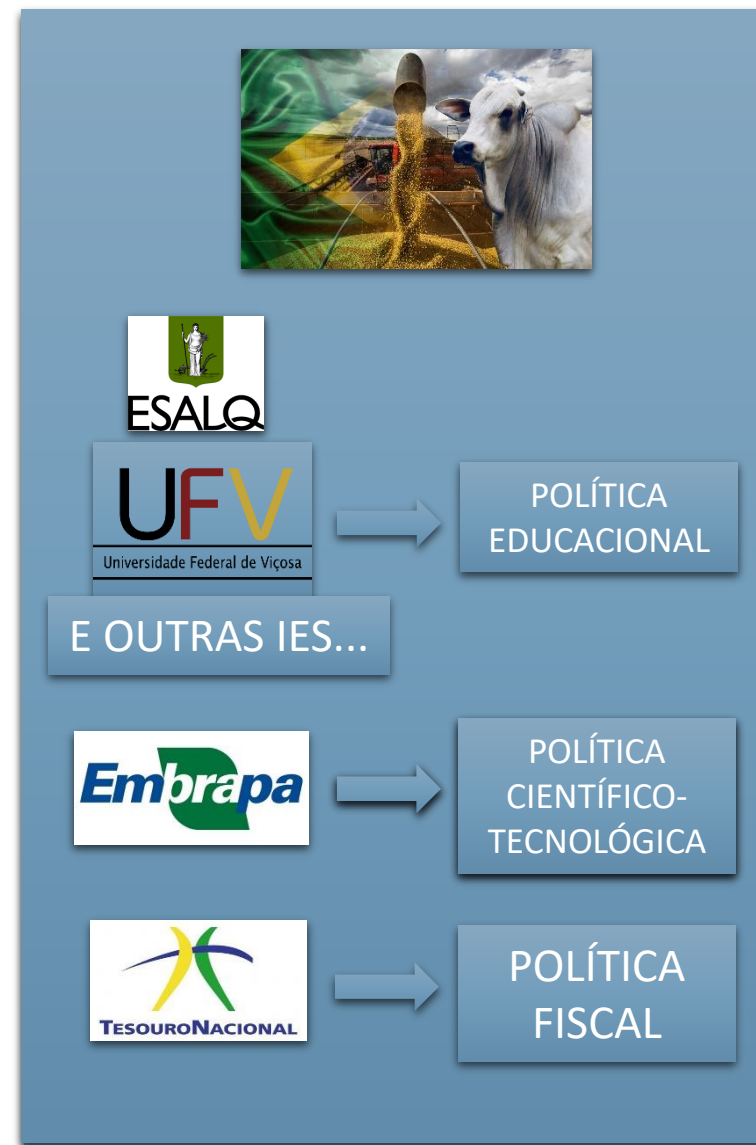 ESALQ
UFV
Universidade Federal de Viçosa
POLÍTICA
EDUCACIONAL
E OUTRAS IES...
Embrapa
POLÍTICA
CIENTÍFICO-
TECNOLÓGICA
TESOURONACIONAL
POLÍTICA
FISCAL